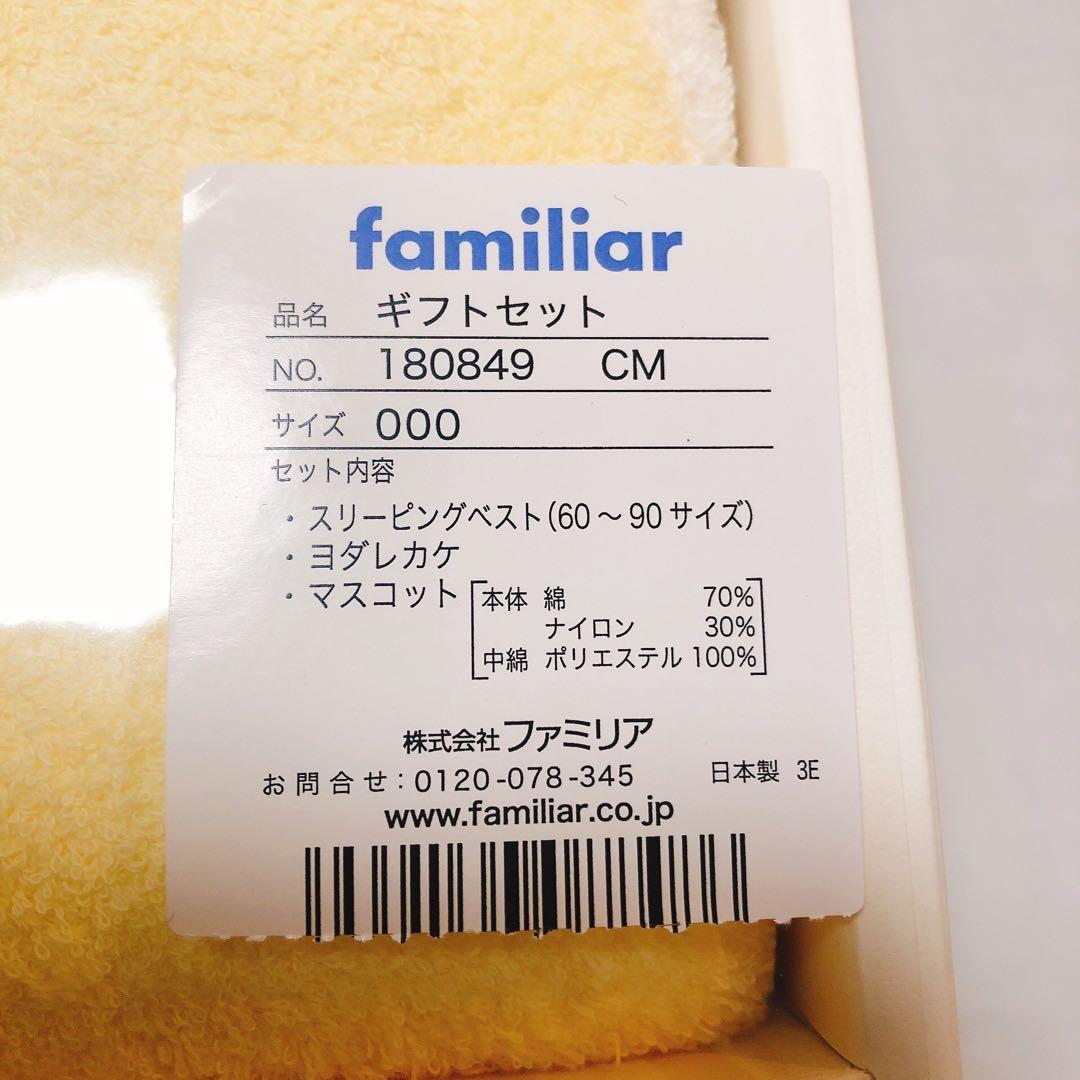 familiar
品名 ギフトセット
NO. 180849 CM
サイズ 000
セット内容
・スリーピングベスト(60～90サイズ)
・ヨダレカケ
・マスコット 本体 綿 70%
ナイロン 30%
中綿 ポリエステル 100%
株式会社ファミリア
お問合せ：0120-078-345 日本製 3E
www.familiar.co.jp